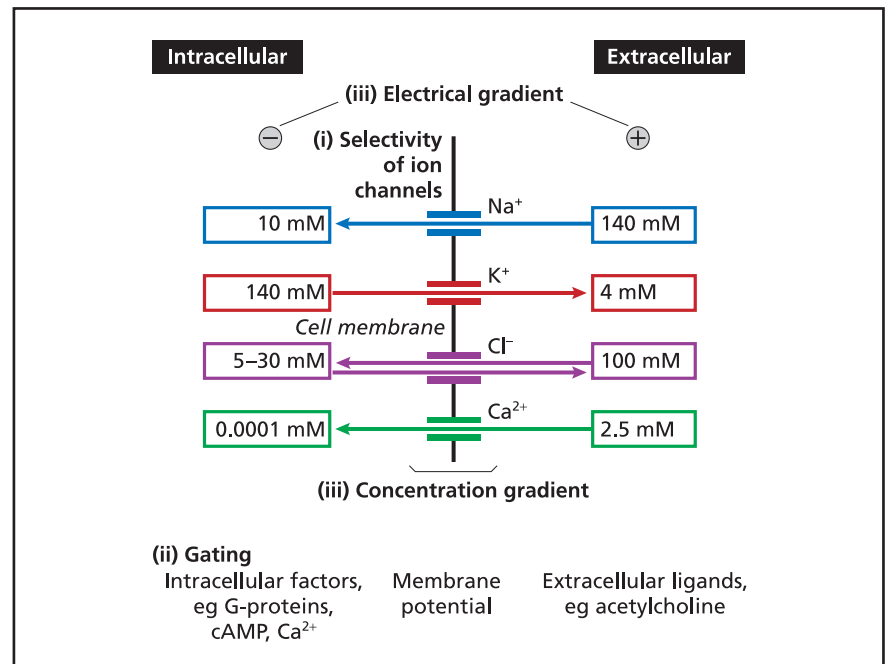 Intracellular
Extracellular
(iii) Electrical gradient
−
+
(i) Selectivity
of ion
channels
Na⁺
10 mM
140 mM
K⁺
140 mM
4 mM
Cell membrane
Cl⁻
5–30 mM
100 mM
Ca²⁺
0.0001 mM
2.5 mM
(iii) Concentration gradient
(ii) Gating
Intracellular factors,
eg G-proteins,
cAMP, Ca²⁺
Membrane
potential
Extracellular ligands,
eg acetylcholine